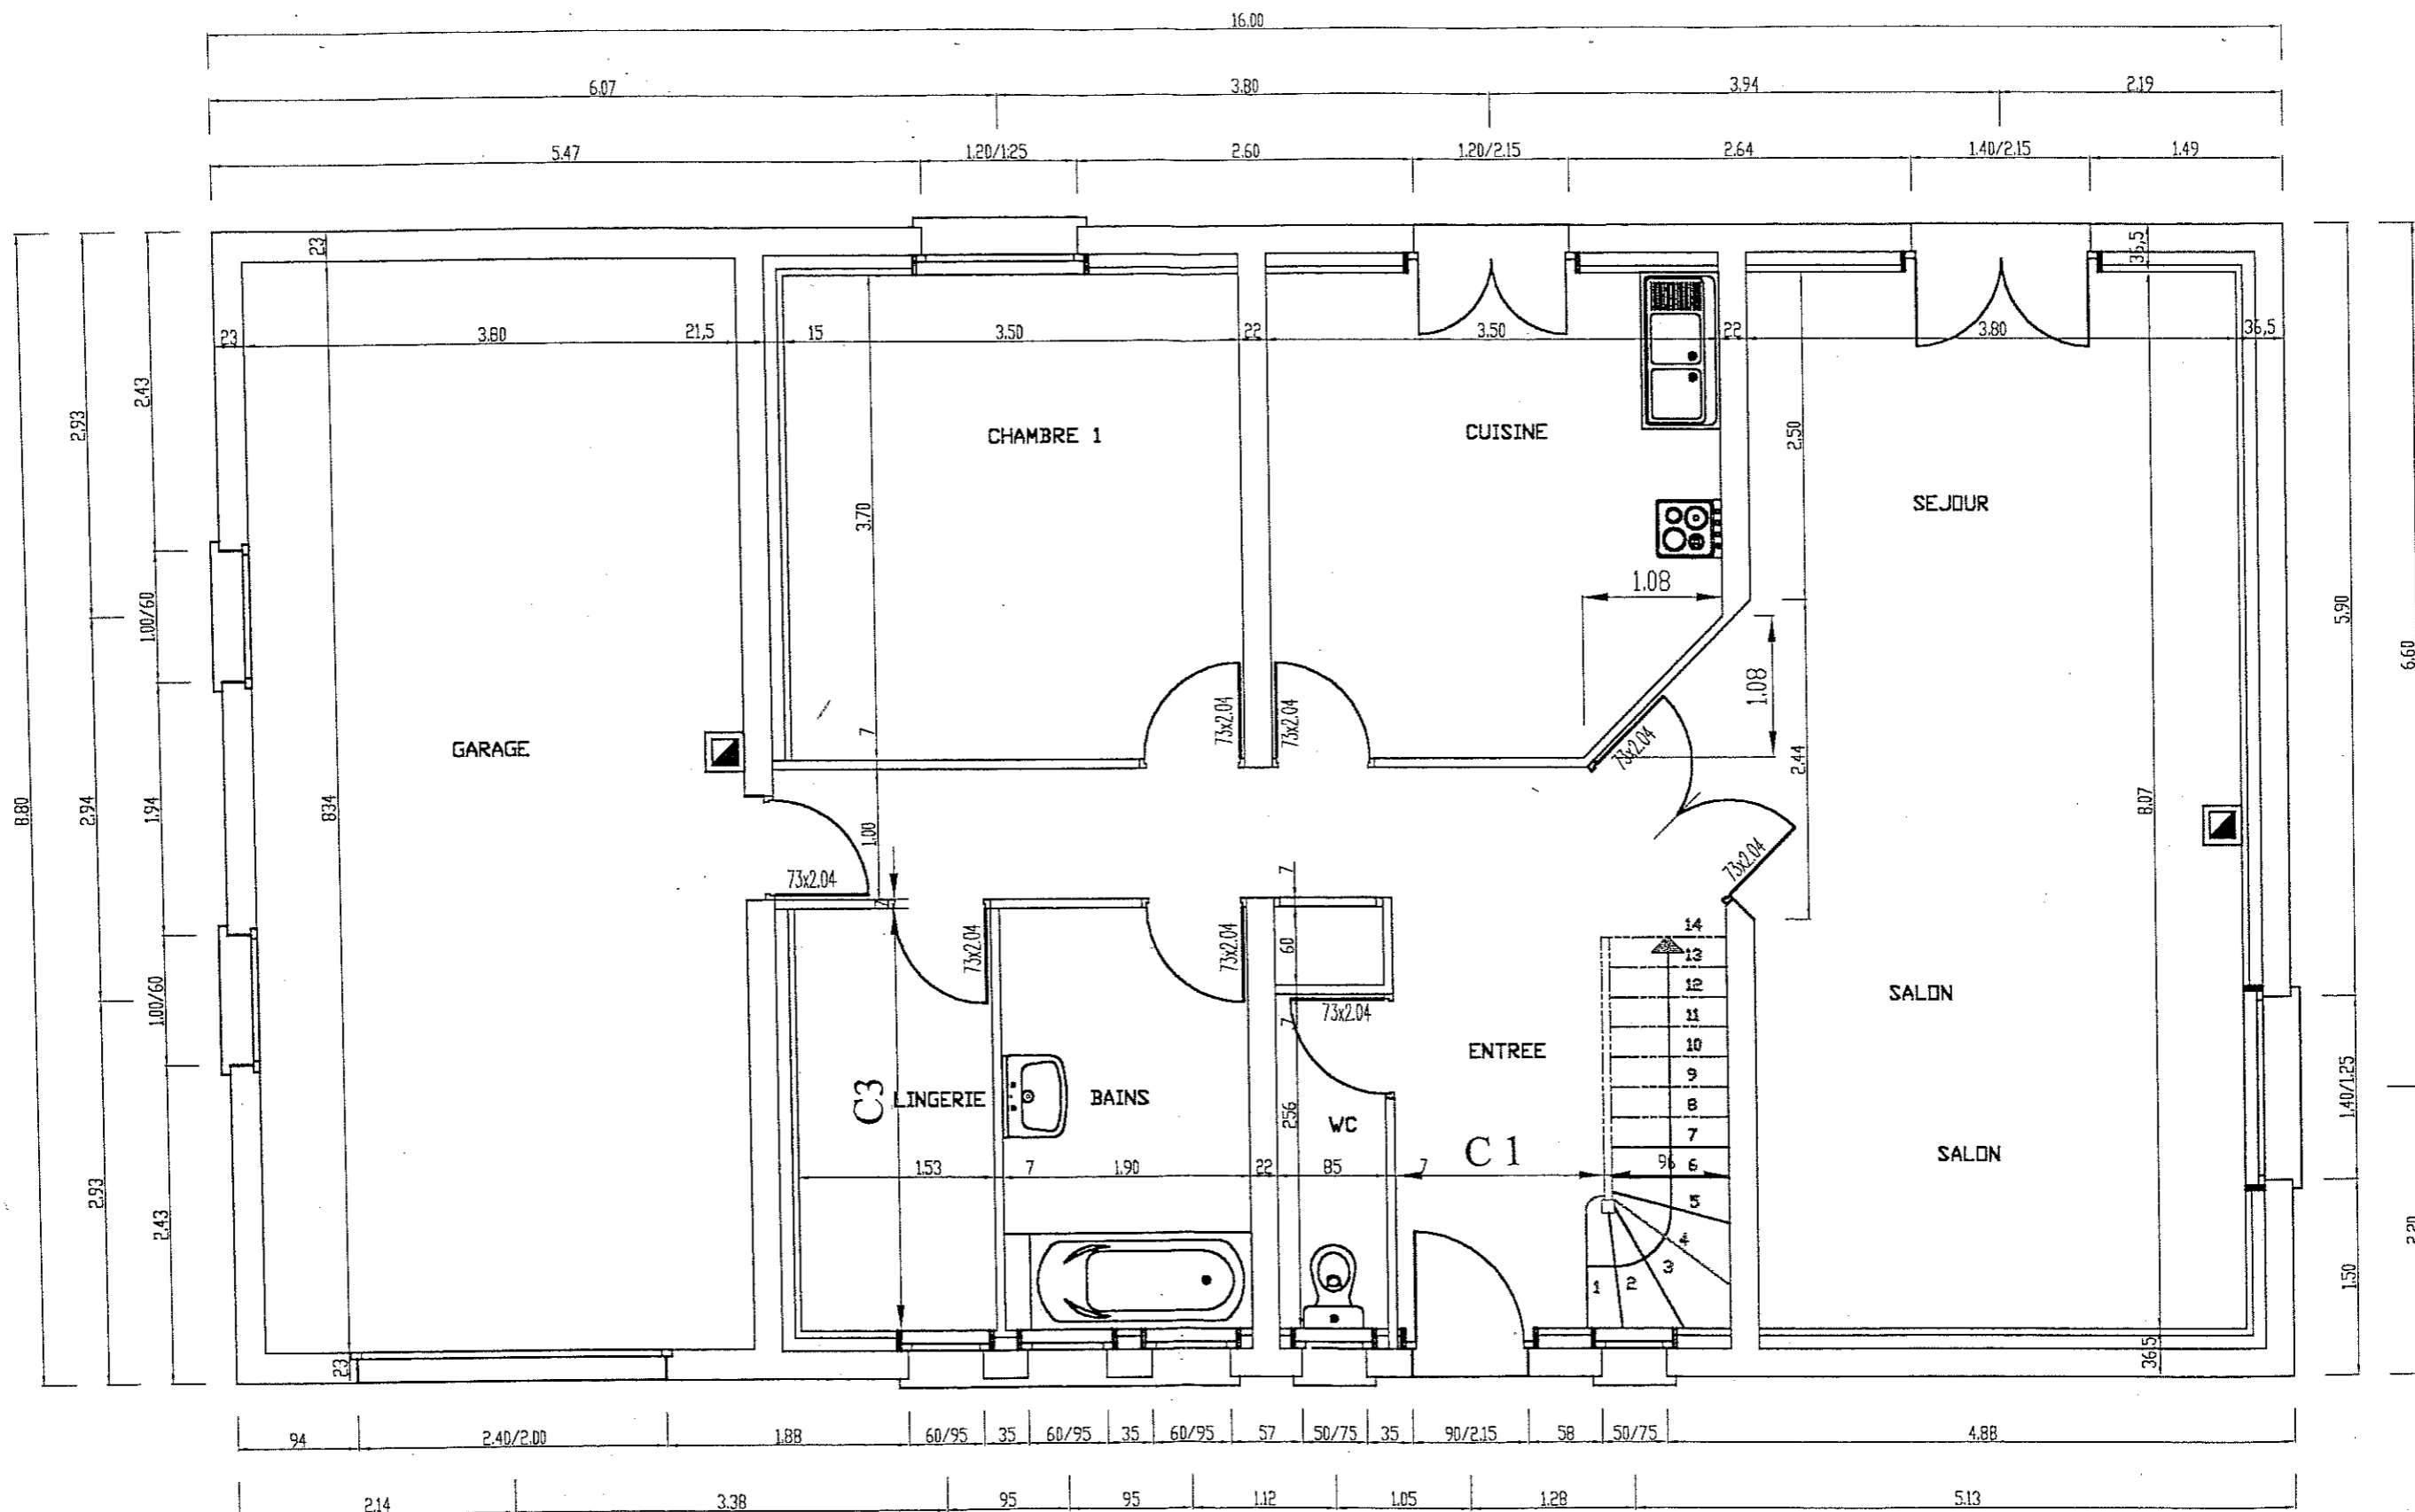 16.00
6.07 3.80 3.94 2.19
5.47 1.20/1.25 2.60 1.20/2.15 2.64 1.40/2.15 1.49
23 36,5
23 3.80 21,5 15 3.50 22 3.50 22 3.80 36,5
2.43
2.93
CHAMBRE 1 CUISINE 2.50
SEJOUR
3.70
1.08
1.00/60 5.90
6.60
1.08
7 73x2.04 73x2.04 73x2.04
GARAGE 2.44
8.80 2.94 1.94 834 1.00 8.07
73x2.04 7 7 73x2.04
14
60 13
73x2.04 73x2.04
12
SALON
1.00/60 73x2.04 7 11
ENTREE 10
9
C3 LINGERIE BAINS 8 1.40/1.25
256 WC 7
C 1 SALON
1.53 7 1.90 22 85 7 96 6
2.93 2.43 5
4
3
1 2 2.20
1.50
23 36,5
94 2.40/2.00 1.88 60/95 35 60/95 35 60/95 57 50/75 35 90/2.15 58 50/75 4.88
2.14 3.38 95 95 1.12 1.05 1.28 5.13